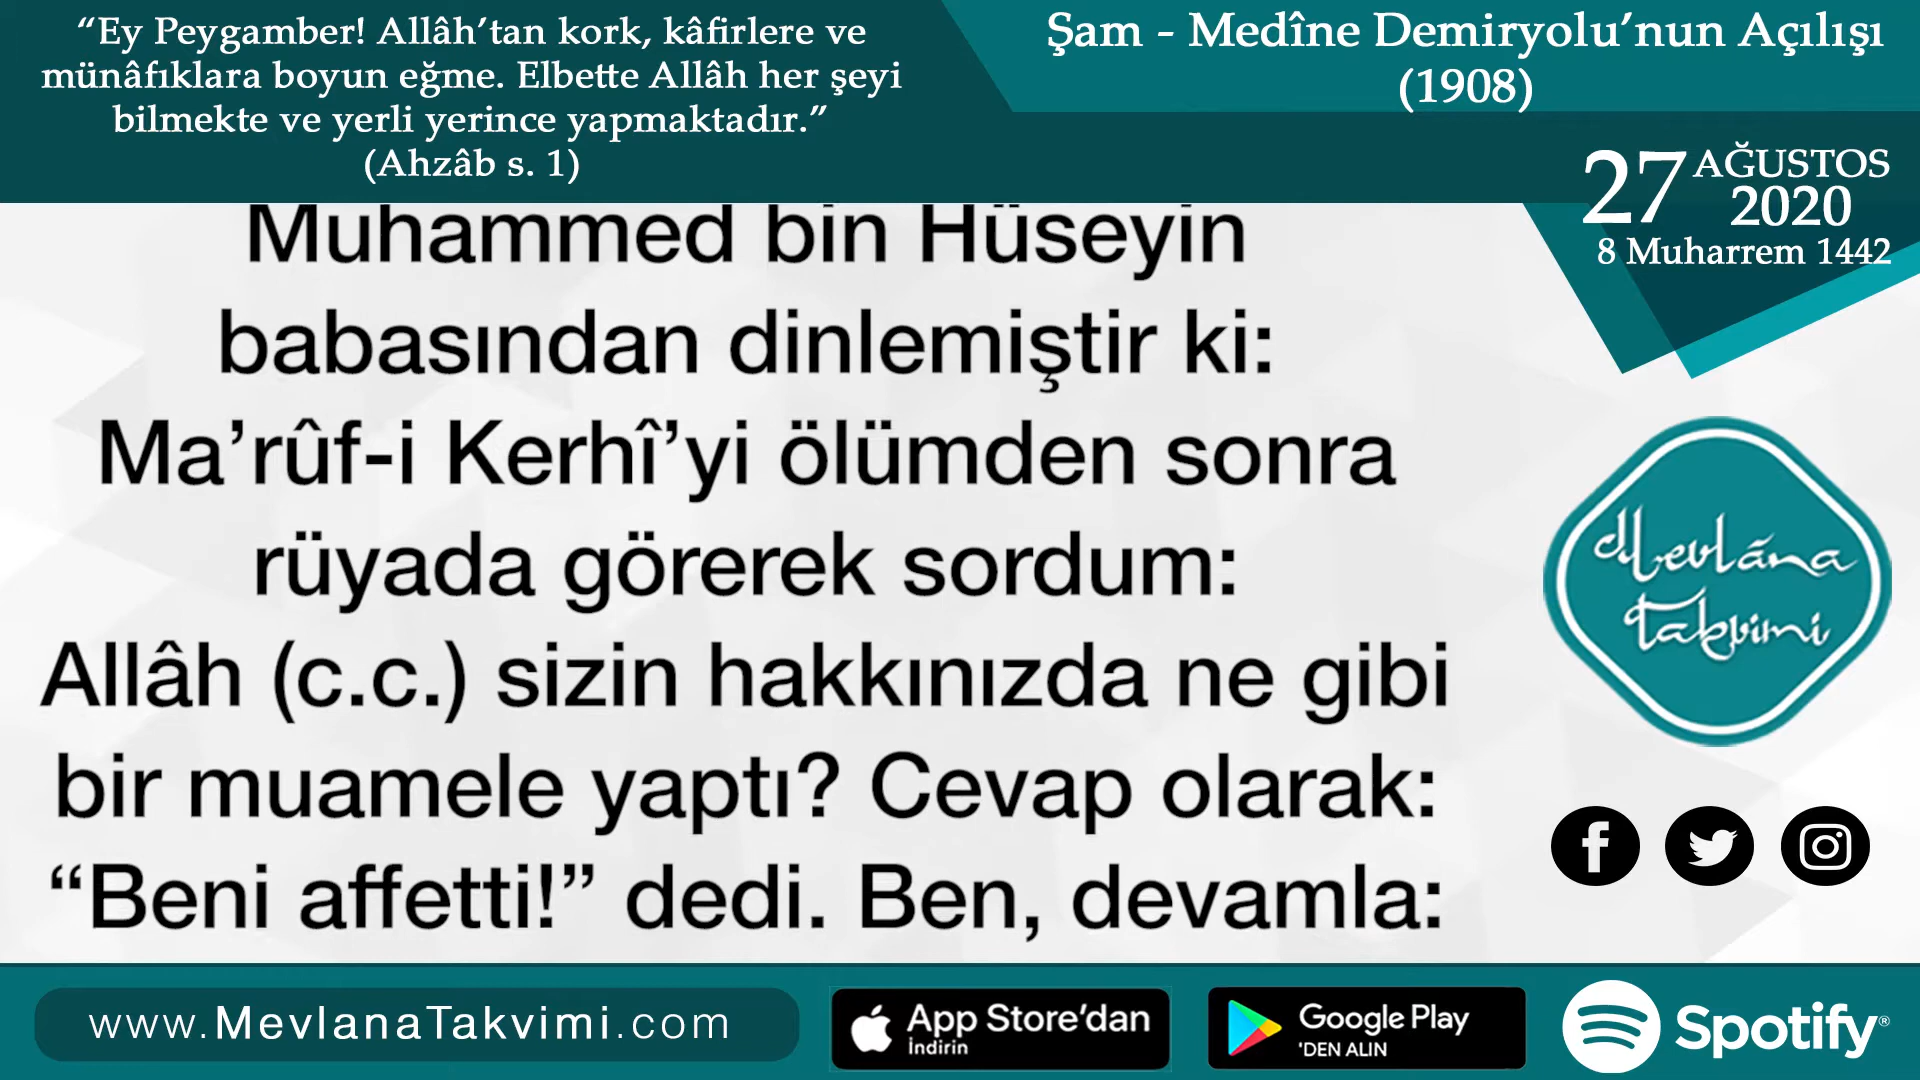 “Ey Peygamber! Allâh’tan kork, kâfirlere ve
münâfıklara boyun eğme. Elbette Allâh her şeyi
bilmekte ve yerli yerince yapmaktadır.”
(Ahzâb s. 1)
Şam - Medîne Demiryolu’nun Açılışı
(1908)
27 AĞUSTOS
2020
8 Muharrem 1442
Muhammed bin Hüseyin
babasından dinlemiştir ki:
Ma’rûf-i Kerhî’yi ölümden sonra
rüyada görerek sordum:
Allâh (c.c.) sizin hakkınızda ne gibi
bir muamele yaptı? Cevap olarak:
“Beni affetti!” dedi. Ben, devamla:
Mevlâna
Takvimi
www.MevlanaTakvimi.com
App Store’dan
İndirin
Google Play
'DEN ALIN
Spotify®